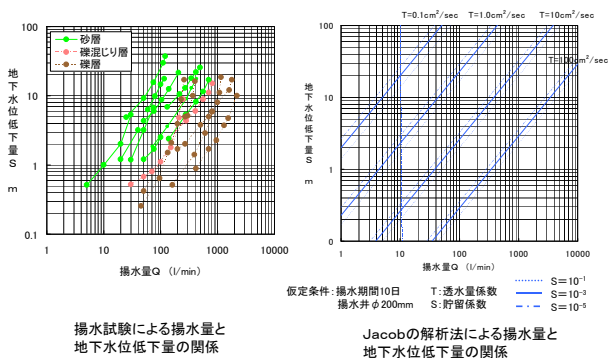 砂層
礫混じり層
礫層
地下水位低下量S m
100
10
1
0.1
1
10
100
1000
10000
揚水量Q (l/min)
揚水試験による揚水量と
地下水位低下量の関係
T=0.1cm²/sec
T=1.0cm²/sec
T=10cm²/sec
T=100cm²/sec
地下水位低下量S m
100
10
1
0
1
10
100
1000
10000
揚水量Q (l/min)
仮定条件:揚水期間10日
揚水井φ200mm
T:透水量係数
S:貯留係数
S=10⁻¹
S=10⁻³
S=10⁻⁵
Jacobの解析法による揚水量と
地下水位低下量の関係